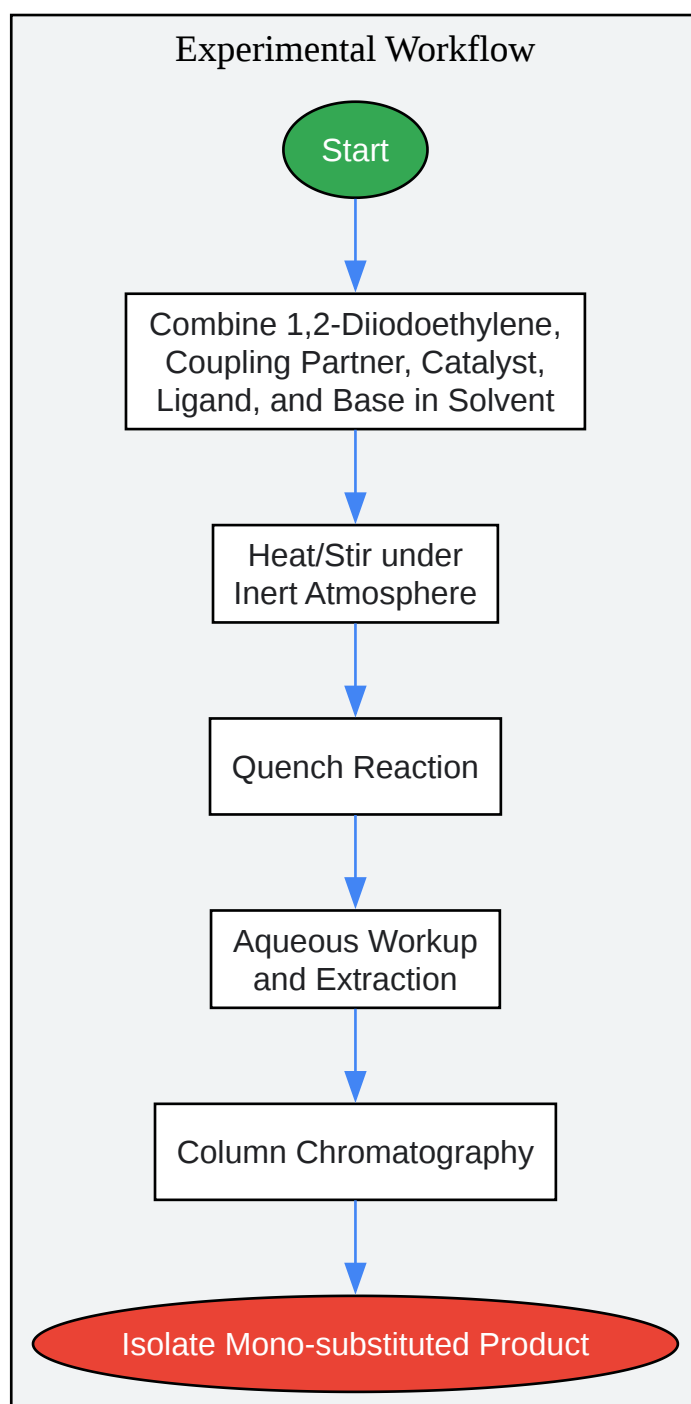 Experimental Workflow
Start
Combine 1,2-Diiodoethylene,
Coupling Partner, Catalyst,
Ligand, and Base in Solvent
Heat/Stir under
Inert Atmosphere
Quench Reaction
Aqueous Workup
and Extraction
Column Chromatography
Isolate Mono-substituted Product